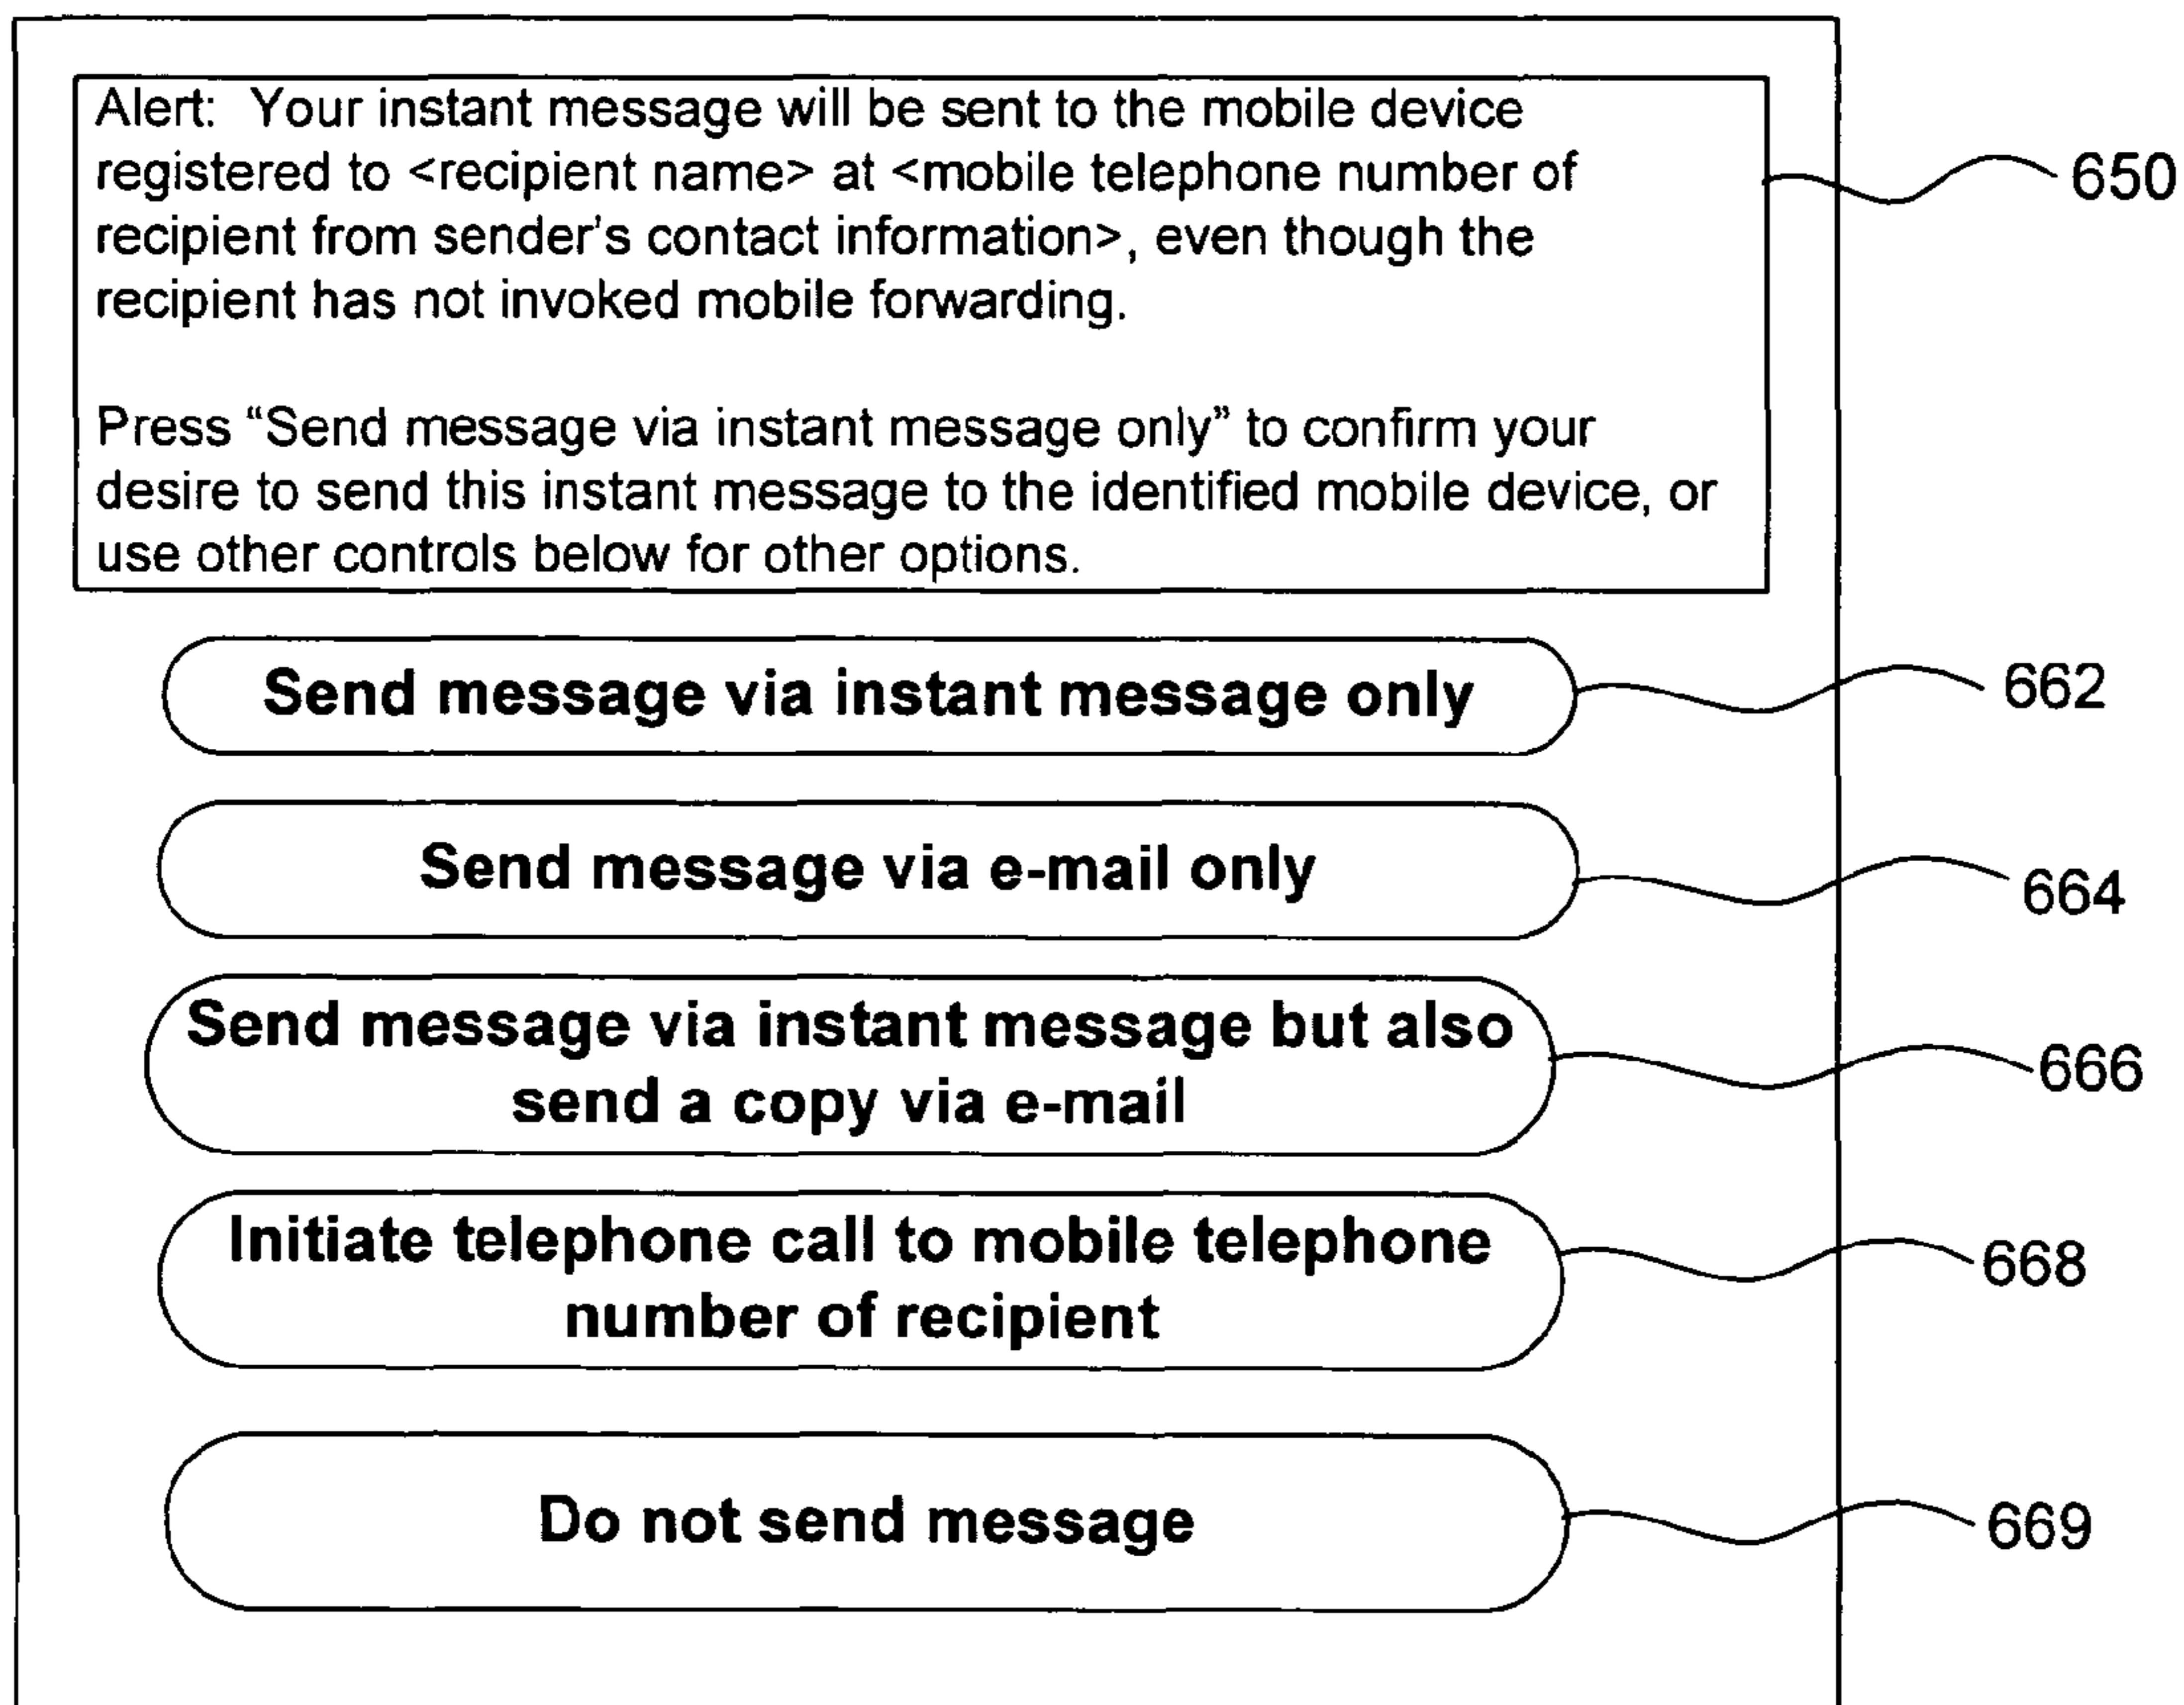 Alert: Your instant message will be sent to the mobile device
registered to <recipient name> at <mobile telephone number of
recipient from sender's contact information>, even though the
recipient has not invoked mobile forwarding.
650
Press “Send message via instant message only” to confirm your
desire to send this instant message to the identified mobile device, or
use other controls below for other options.
Send message via instant message only
662
Send message via e-mail only
664
Send message via instant message but also
send a copy via e-mail
666
Initiate telephone call to mobile telephone
number of recipient
668
Do not send message
669